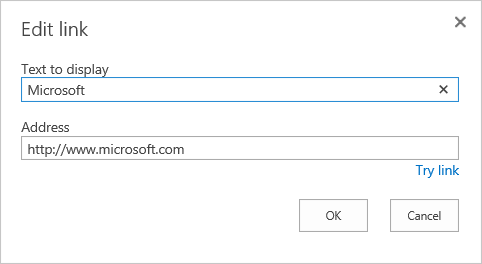 Edit link
Text to display
Microsoft
Address
http://www.microsoft.com
Try link
OK Cancel